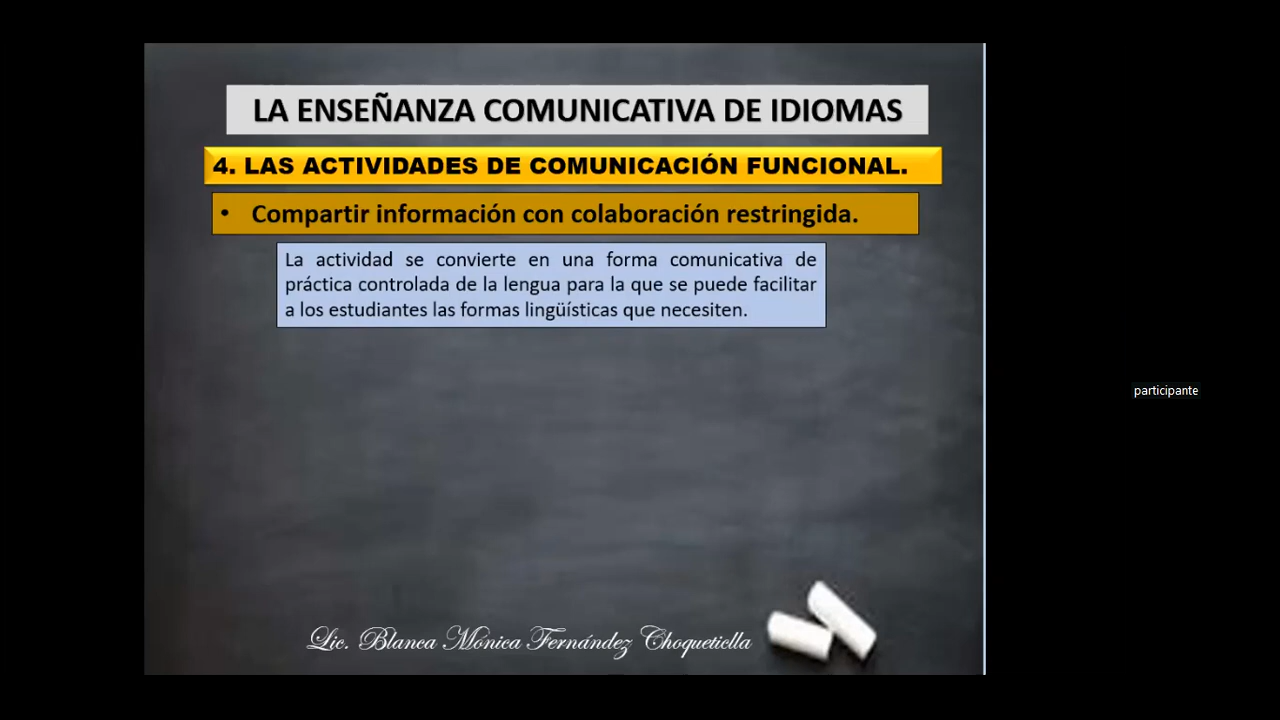 LA ENSEÑANZA COMUNICATIVA DE IDIOMAS
4. LAS ACTIVIDADES DE COMUNICACIÓN FUNCIONAL.
• Compartir información con colaboración restringida.
La actividad se convierte en una forma comunicativa de
práctica controlada de la lengua para la que se puede facilitar
a los estudiantes las formas lingüísticas que necesiten.
participante
Lic. Blanca Mónica Fernández Choqueticlla